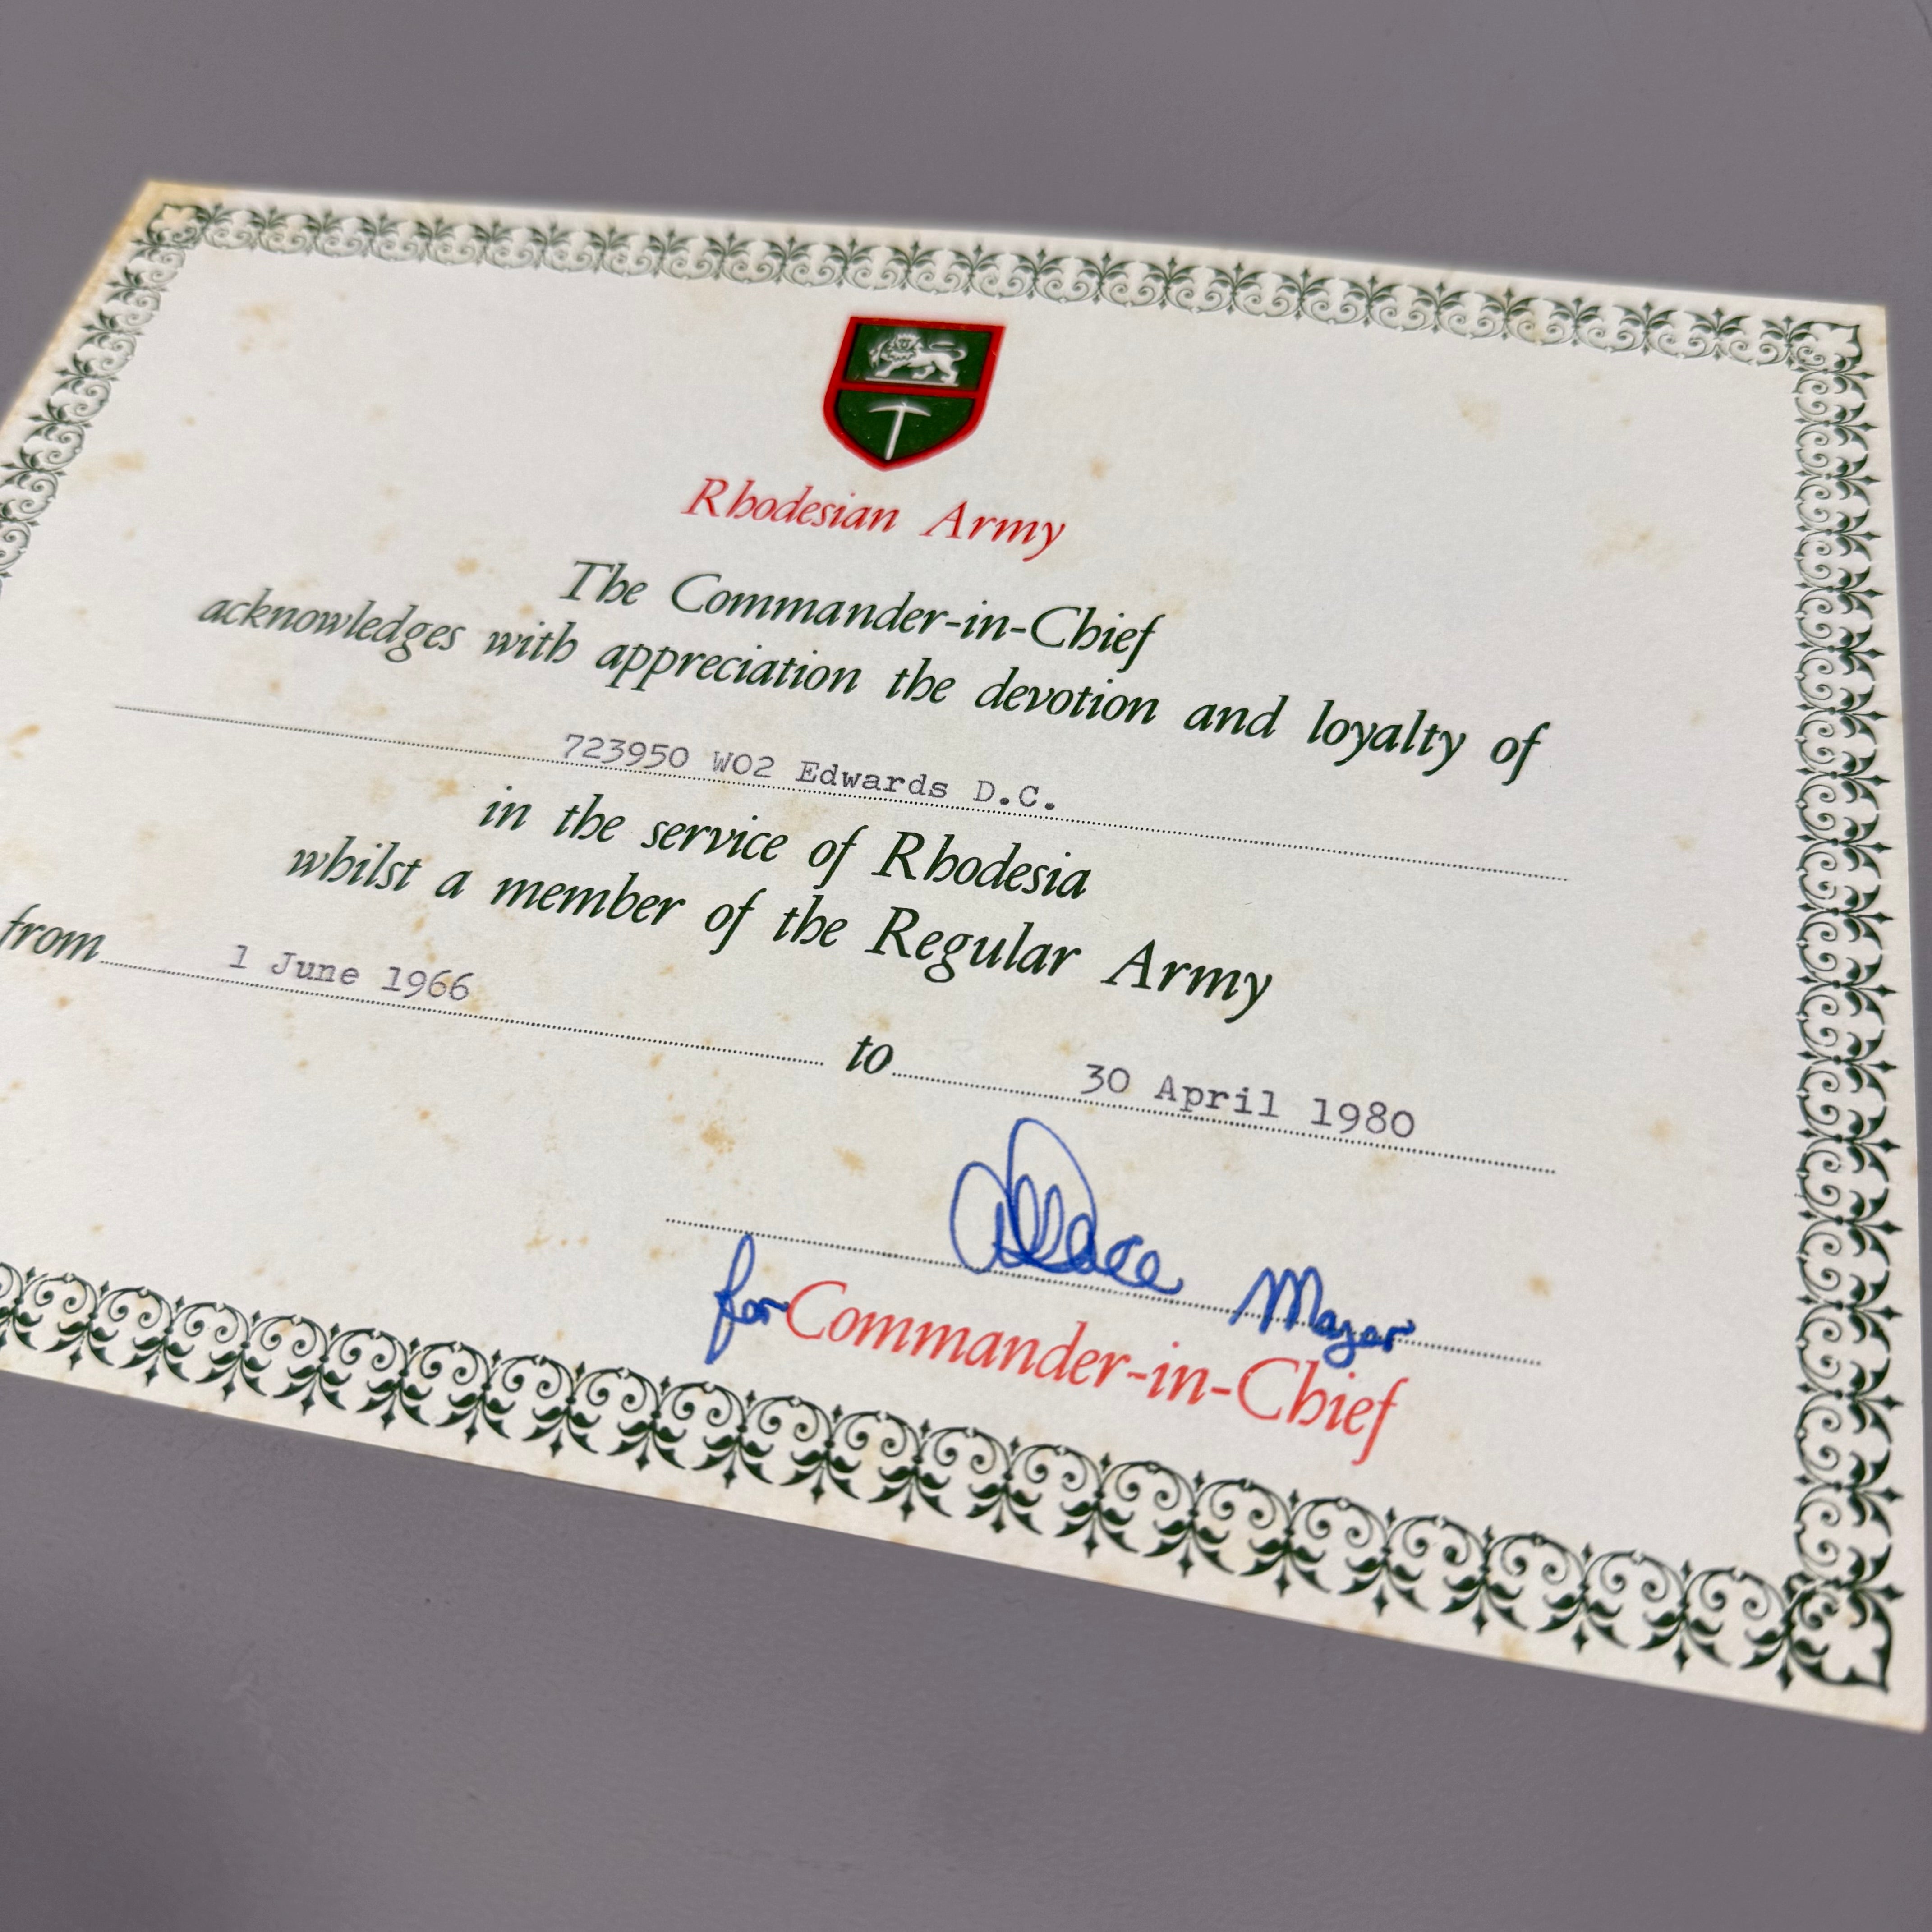 Rhodesian Army
The Commander-in-Chief
acknowledges with appreciation the devotion and loyalty of
723950 WO2 Edwards D.C.
in the service of Rhodesia
whilst a member of the Regular Army
from 1 June 1966 to 30 April 1980
Major
for Commander-in-Chief